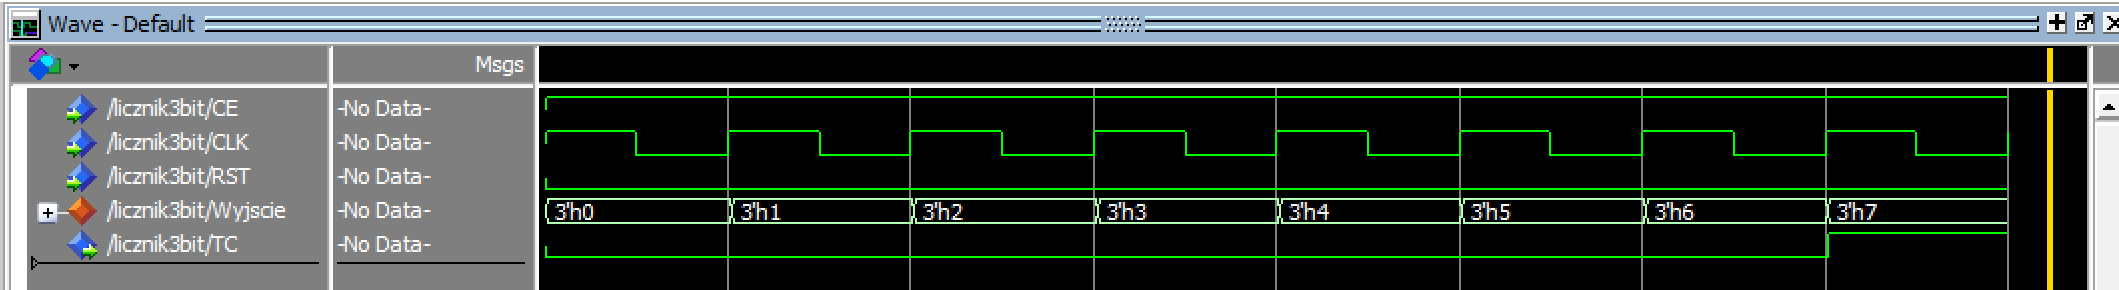 Wave - Default
Msgs
/licznik3bit/CE -No Data-
/licznik3bit/CLK -No Data-
/licznik3bit/RST -No Data-
/licznik3bit/Wyjscie -No Data- 3'h0 3'h1 3'h2 3'h3 3'h4 3'h5 3'h6 3'h7
/licznik3bit/TC -No Data-